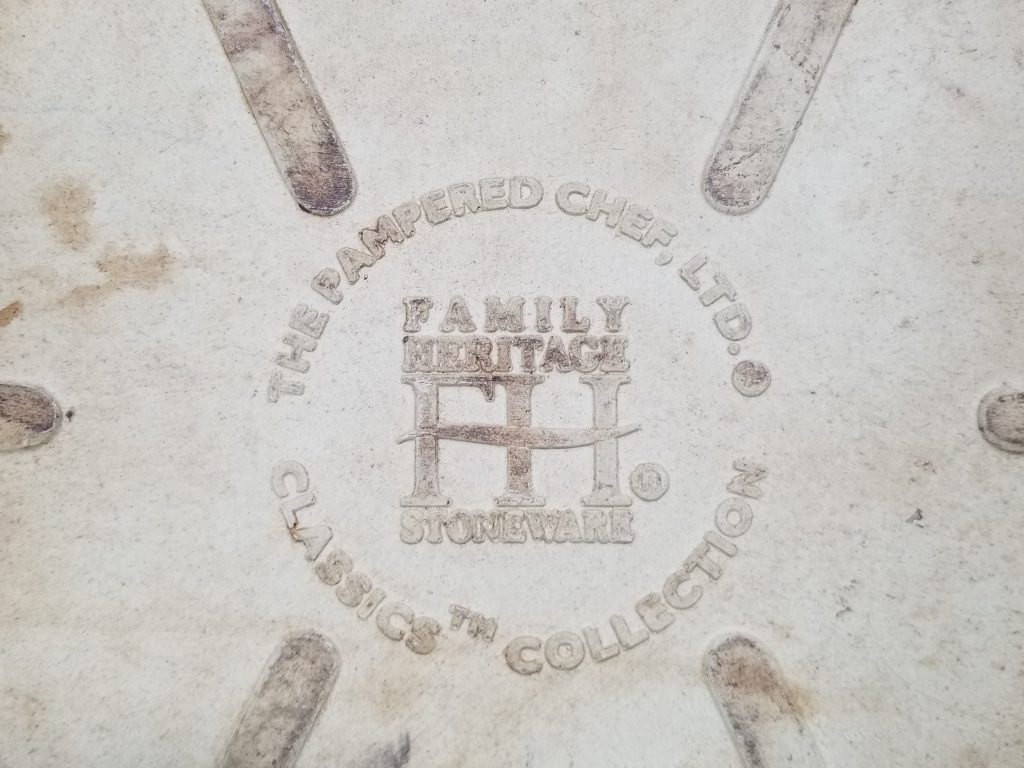 THE PAMPERED CHEF, LTD.®
FAMILY
HERITAGE
FH
®
STONEWARE
CLASSICS™ COLLECTION